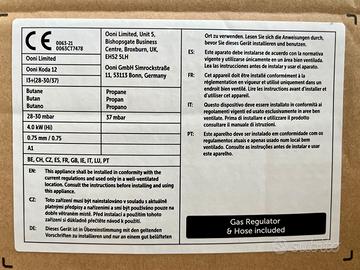 CE
0063-21
0063CT7478
Ooni Limited
Ooni Koda 12
I3+(28-30/37)
Butane Propane
Butan Propan
Butano Propano
28-30 mbar 37 mbar
4.0 kW (Hi)
0.75 mm / 0.75
A1
BE, CH, CZ, ES, FR, GB, IE, IT, LU, PT
Ooni Limited, Unit 5,
Bishopsgate Business
Centre, Broxburn, UK,
EH52 5LH
Ooni GmbH Simrockstraße
11, 53113 Bonn, Germany
EN: This appliance shall be installed in comformity with the
current regulations and used only in a well-ventilated
location. Consult the instructions before installing and
using this appliance.
CZ: Toto zařízení musí být nainstalováno v souladu s aktuálně
platnými předpisy a nařízeními a smí být používáno pouze na
dobře větraném místě. Před instalací a použitím tohoto
zařízení si důkladně přečtěte návod k použití.
DE: Dieses Gerät ist in Übereinstimmung mit den geltenden
Vorschriften zu installieren und in einem gut belüfteten
Ort zu verwenden. Lesen Sie sich die Anweisungen durch,
bevor Sie dieses Gerät installieren und benutzen.
ES: Este aparato debe instalarse de acuerdo con la normativa
vigente y utilizarse únicamente en un área bien ventilada.
Lea las instrucciones antes de instalar y usar el aparato.
FR: Cet appareil doit être installé conformément à la
réglementation en vigueur et utilisé uniquement dans un
endroit bien ventilé. Lire les instructions avant d'installer et
d'utiliser cet appareil.
IT: Questo dispositivo deve essere installato in conformità ai
regolamenti vigenti ed usato esclusivamente in aree ben
ventilate. Consultare il manuale di istruzioni prima di
procedere con l'installazione.
PT: Este aparelho deve ser instalado em conformidade com os
regulamentos atuais e apenas usado num local bem
ventilado. Consulte as instruções antes de instalar e usar
este aparelho.
Gas Regulator
& Hose included